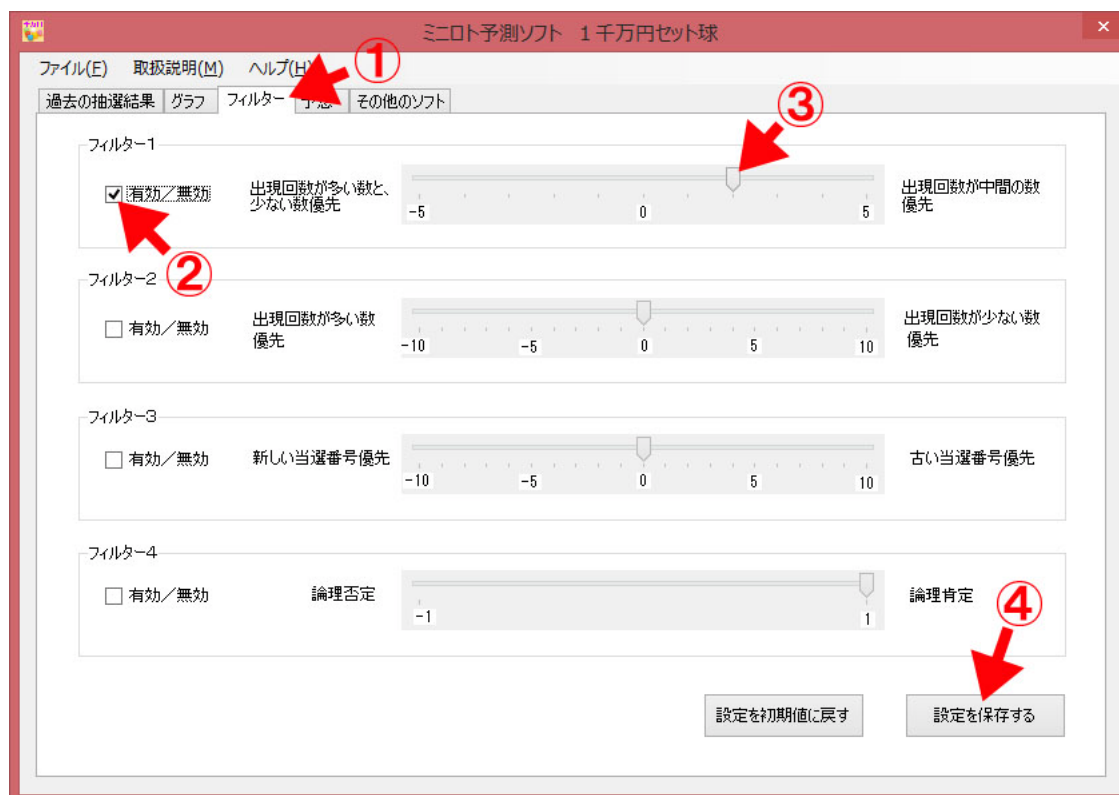 ミニロト予測ソフト 1千万円セット球
×
ファイル(F) 取扱説明(M) ヘルプ(H)
①
過去の抽選結果 グラフ フィルター 予想 その他のソフト
③
フィルター1
有効/無効
出現回数が多い数と、
少ない数優先
-5 0 5
出現回数が中間の数
優先
②
フィルター2
有効/無効
出現回数が多い数
優先
-10 -5 0 5 10
出現回数が少ない数
優先
フィルター3
有効/無効
新しい当選番号優先
-10 -5 0 5 10
古い当選番号優先
フィルター4
有効/無効
論理否定
-1 1
論理肯定
④
設定を初期値に戻す
設定を保存する